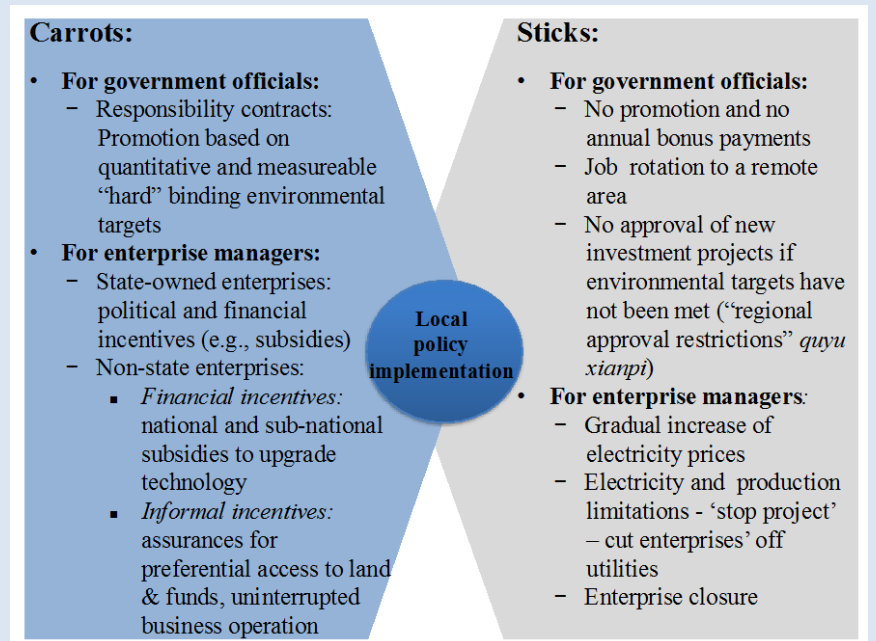 Carrots:
• For government officials:
− Responsibility contracts:
Promotion based on
quantitative and measureable
“hard” binding environmental
targets
• For enterprise managers:
− State-owned enterprises:
political and financial
incentives (e.g., subsidies)
− Non-state enterprises:
▪ Financial incentives:
national and sub-national
subsidies to upgrade
technology
▪ Informal incentives:
assurances for
preferential access to land
& funds, uninterrupted
business operation
Local
policy
implementation
Sticks:
• For government officials:
− No promotion and no
annual bonus payments
− Job rotation to a remote
area
− No approval of new
investment projects if
environmental targets have
not been met (“regional
approval restrictions” quyu
xianpi)
• For enterprise managers:
− Gradual increase of
electricity prices
− Electricity and production
limitations - ‘stop project’
– cut enterprises’ off
utilities
− Enterprise closure